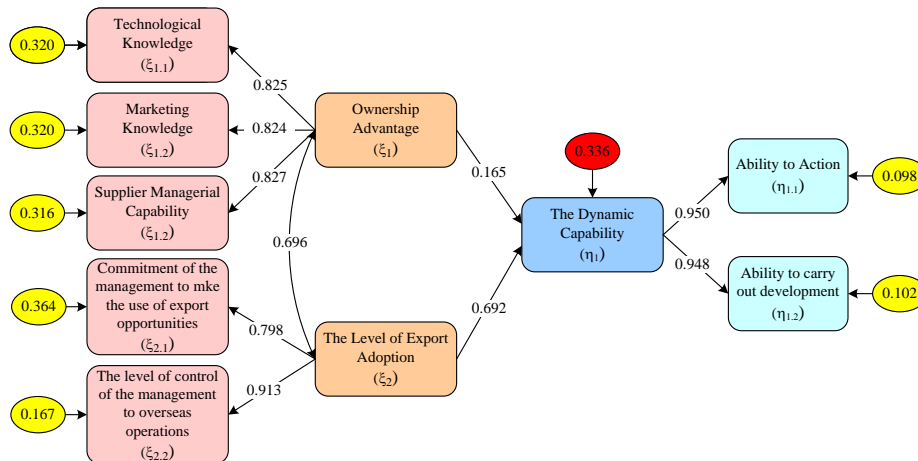 0.320
Technological
Knowledge
(ξ1.1)
0.825
0.320
Marketing
Knowledge
(ξ1.2)
0.824
0.316
Supplier Managerial
Capability
(ξ1.2)
0.827
0.364
Commitment of the
management to mke
the use of export
opportunities
(ξ2.1)
0.798
0.167
The level of control
of the management
to overseas
operations
(ξ2.2)
0.913
Ownership
Advantage
(ξ1)
0.696
The Level of Export
Adoption
(ξ2)
0.165
0.692
0.336
The Dynamic
Capability
(η1)
0.950
0.948
Ability to Action
(η1.1)
0.098
Ability to carry
out development
(η1.2)
0.102